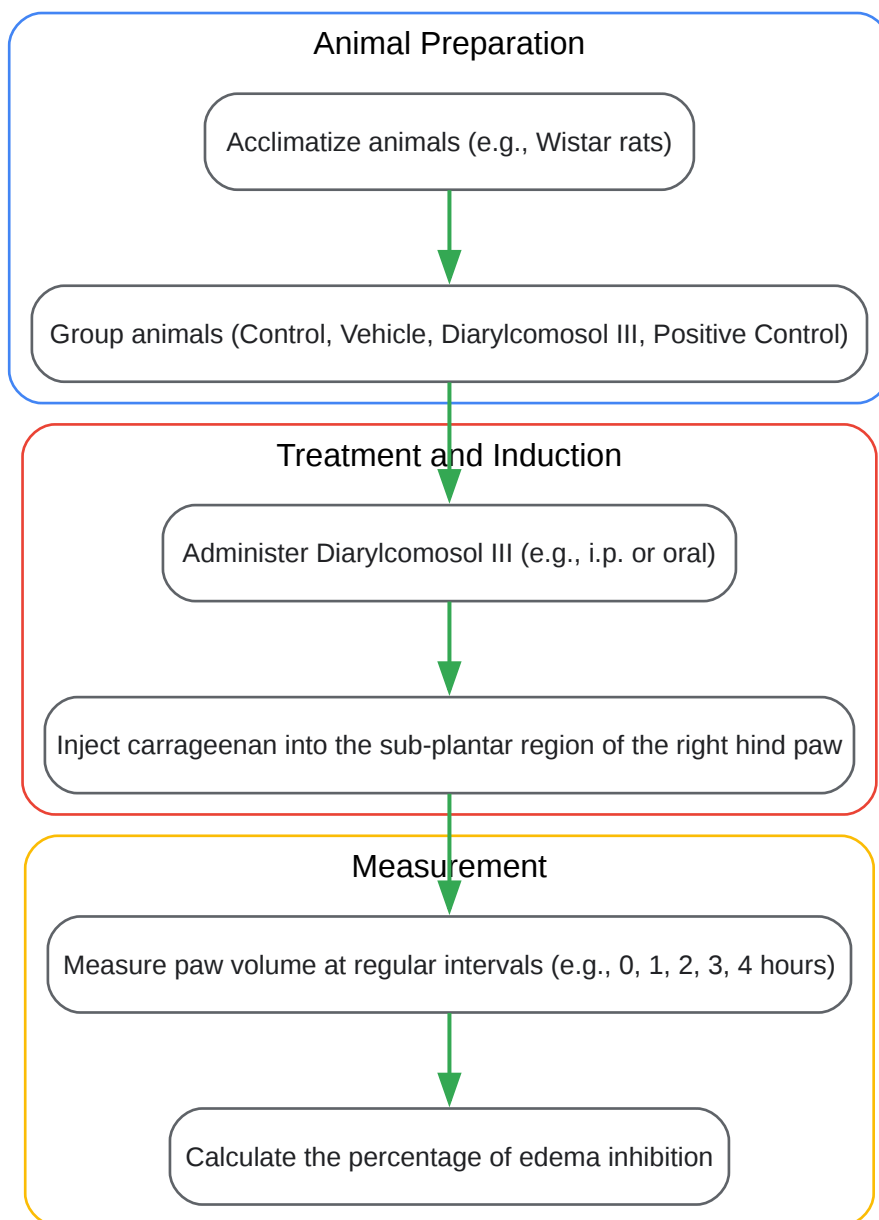 Animal Preparation
Acclimatize animals (e.g., Wistar rats)
Group animals (Control, Vehicle, Diarylcomosol III, Positive Control)
Treatment and Induction
Administer Diarylcomosol III (e.g., i.p. or oral)
Inject carrageenan into the sub-plantar region of the right hind paw
Measurement
Measure paw volume at regular intervals (e.g., 0, 1, 2, 3, 4 hours)
Calculate the percentage of edema inhibition